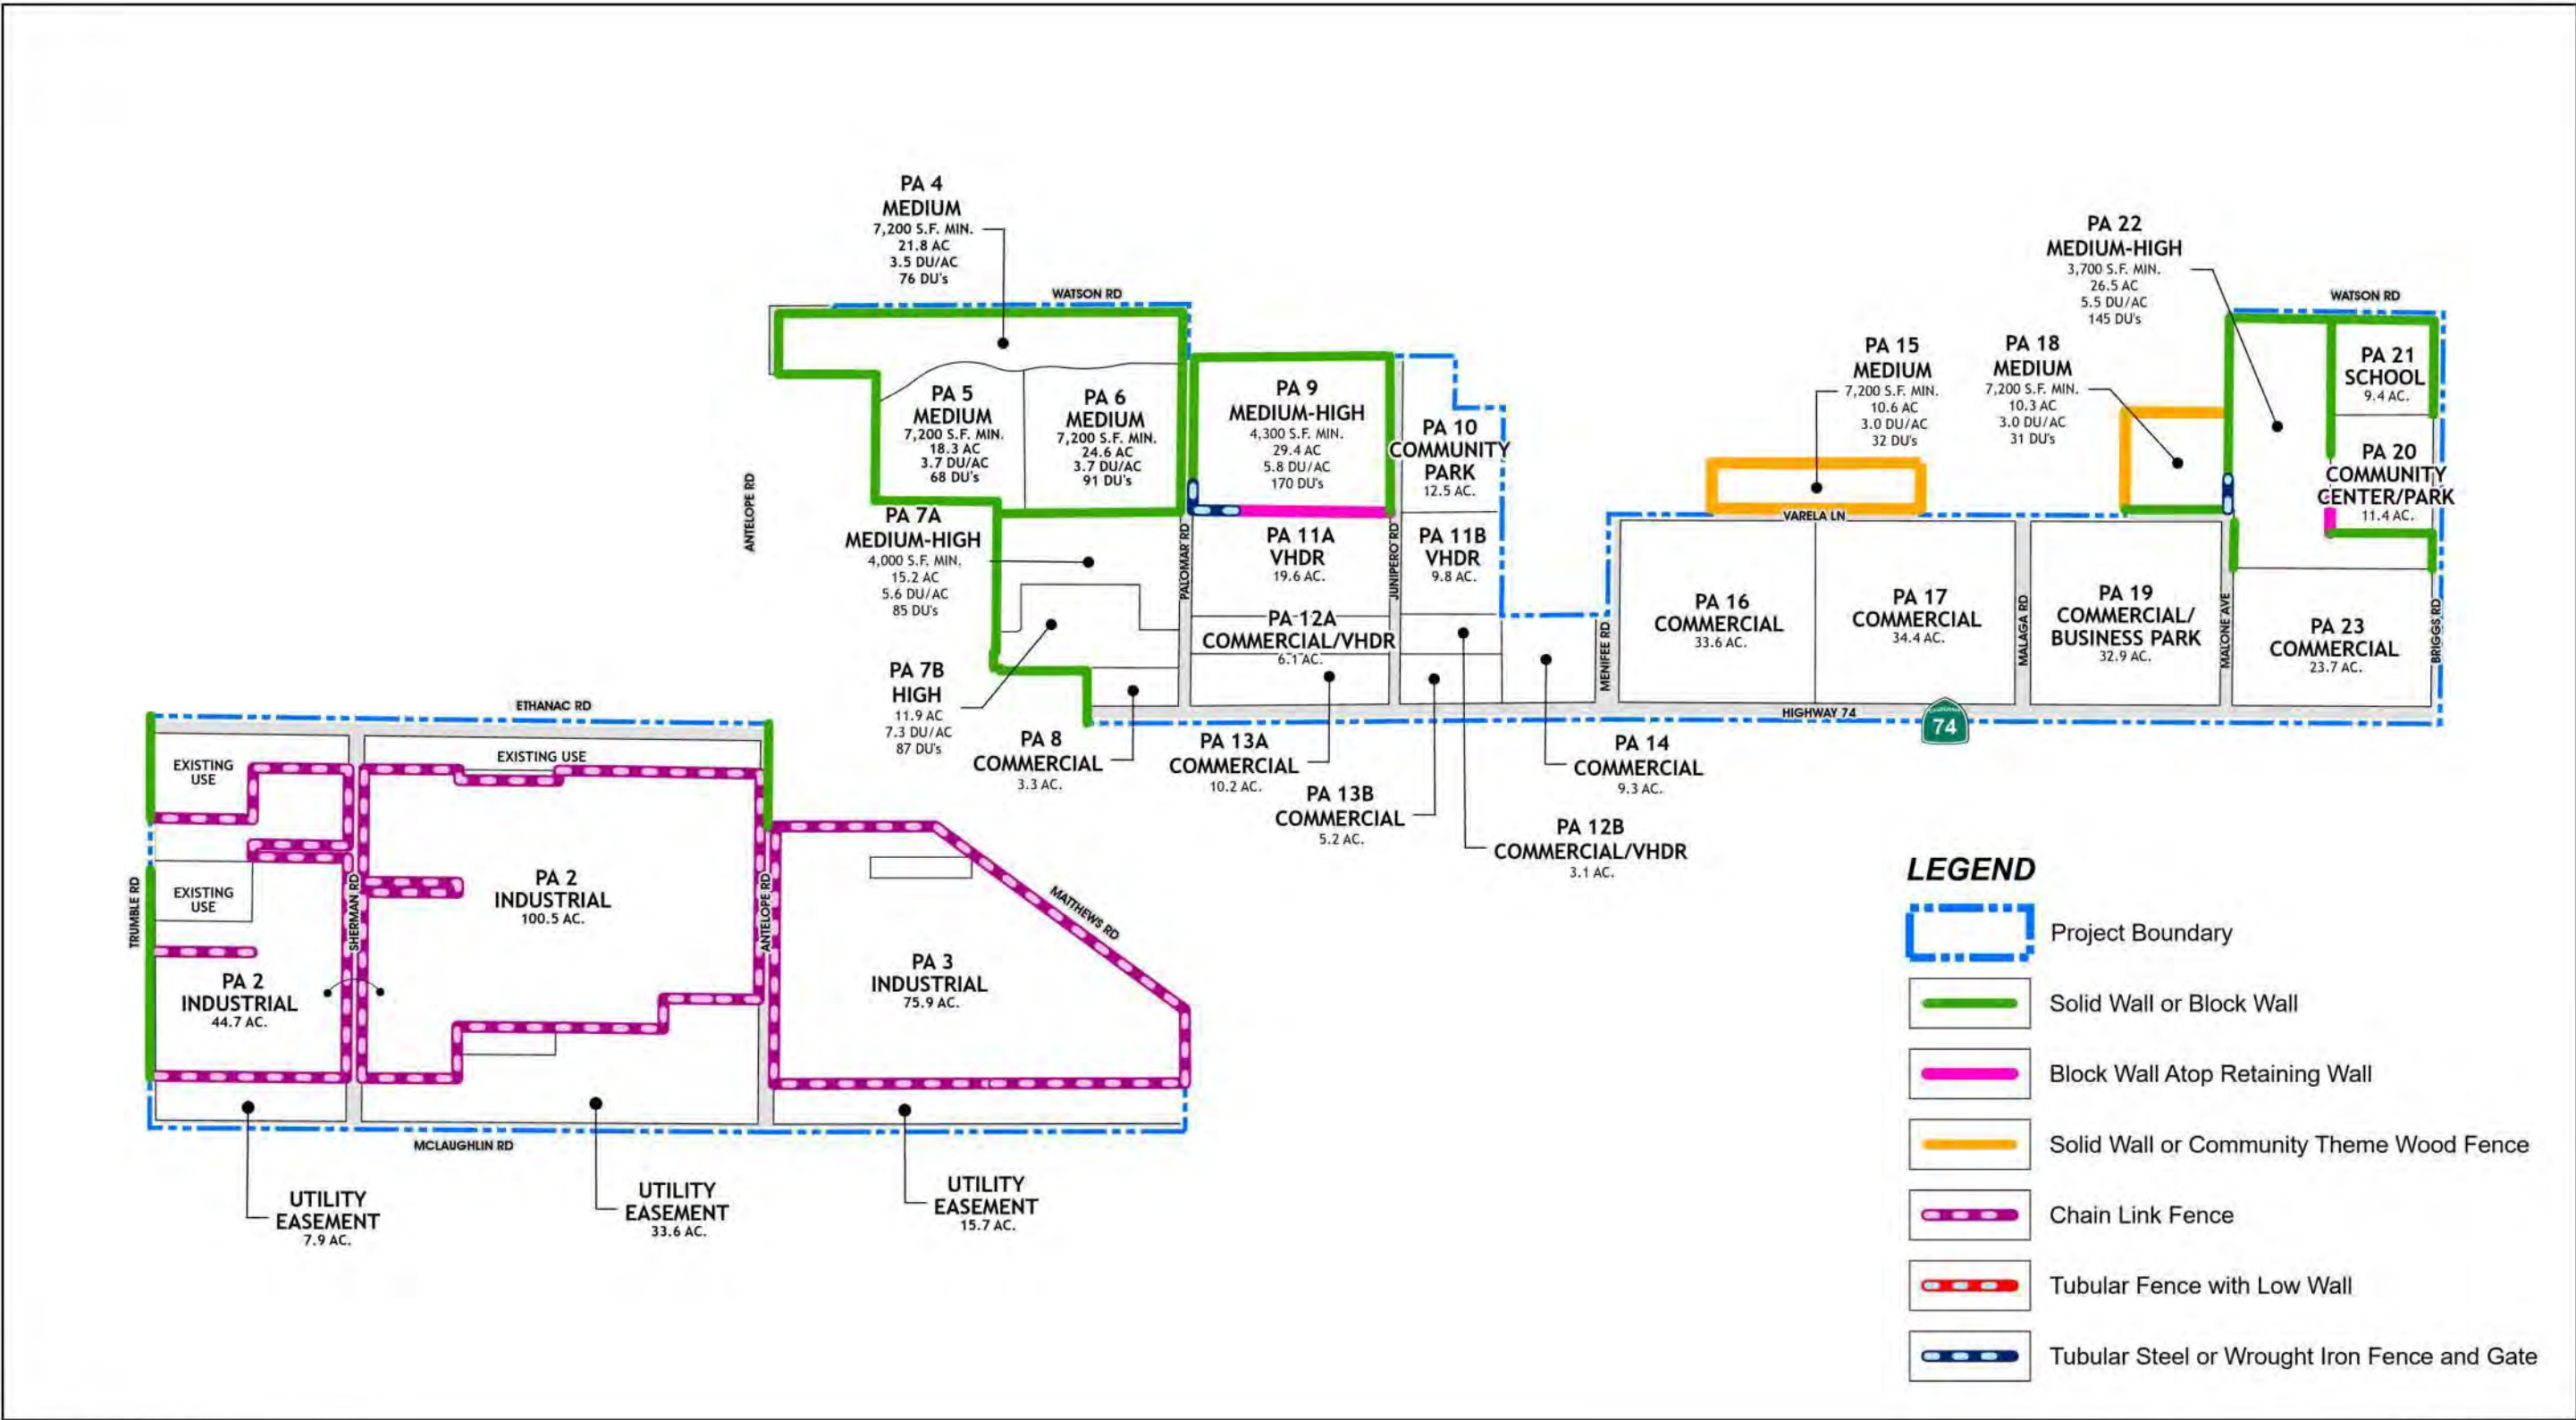 PA 4
MEDIUM
7,200 S.F. MIN.
21.8 AC
3.5 DU/AC
76 DU's
WATSON RD
PA 5
MEDIUM
7,200 S.F. MIN.
18.3 AC
3.7 DU/AC
68 DU's
PA 6
MEDIUM
7,200 S.F. MIN.
24.6 AC
3.7 DU/AC
91 DU's
PA 9
MEDIUM-HIGH
4,300 S.F. MIN.
29.4 AC
5.8 DU/AC
170 DU's
PA 10
COMMUNITY
PARK
12.5 AC.
PA 15
MEDIUM
7,200 S.F. MIN.
10.6 AC
3.0 DU/AC
32 DU's
PA 18
MEDIUM
7,200 S.F. MIN.
10.3 AC
3.0 DU/AC
31 DU's
PA 22
MEDIUM-HIGH
3,700 S.F. MIN.
26.5 AC
5.5 DU/AC
145 DU's
WATSON RD
PA 21
SCHOOL
9.4 AC.
PA 20
COMMUNITY
CENTER/PARK
11.4 AC.
ANTELOPE RD
PA 7A
MEDIUM-HIGH
4,000 S.F. MIN.
15.2 AC
5.6 DU/AC
85 DU's
PALOMAR RD
PA 11A
VHDR
19.6 AC.
JUNIPERO RD
PA 11B
VHDR
9.8 AC.
VARELA LN
PA 12A
COMMERCIAL/VHDR
6.1 AC.
MENIFEE RD
PA 16
COMMERCIAL
33.6 AC.
PA 17
COMMERCIAL
34.4 AC.
MALAGA RD
PA 19
COMMERCIAL/
BUSINESS PARK
32.9 AC.
MALONE AVE
PA 23
COMMERCIAL
23.7 AC.
BRIGGS RD
PA 7B
HIGH
11.9 AC
7.3 DU/AC
87 DU's
HIGHWAY 74
CALIFORNIA
74
PA 8
COMMERCIAL
3.3 AC.
PA 13A
COMMERCIAL
10.2 AC.
PA 13B
COMMERCIAL
5.2 AC.
PA 14
COMMERCIAL
9.3 AC.
PA 12B
COMMERCIAL/VHDR
3.1 AC.
ETHANAC RD
EXISTING
USE
EXISTING USE
EXISTING
USE
TRUMBLE RD
SHERMAN RD
PA 2
INDUSTRIAL
100.5 AC.
ANTELOPE RD
MATTHEWS RD
PA 2
INDUSTRIAL
44.7 AC.
PA 3
INDUSTRIAL
75.9 AC.
MCLAUGHLIN RD
UTILITY
EASEMENT
7.9 AC.
UTILITY
EASEMENT
33.6 AC.
UTILITY
EASEMENT
15.7 AC.
LEGEND
Project Boundary
Solid Wall or Block Wall
Block Wall Atop Retaining Wall
Solid Wall or Community Theme Wood Fence
Chain Link Fence
Tubular Fence with Low Wall
Tubular Steel or Wrought Iron Fence and Gate